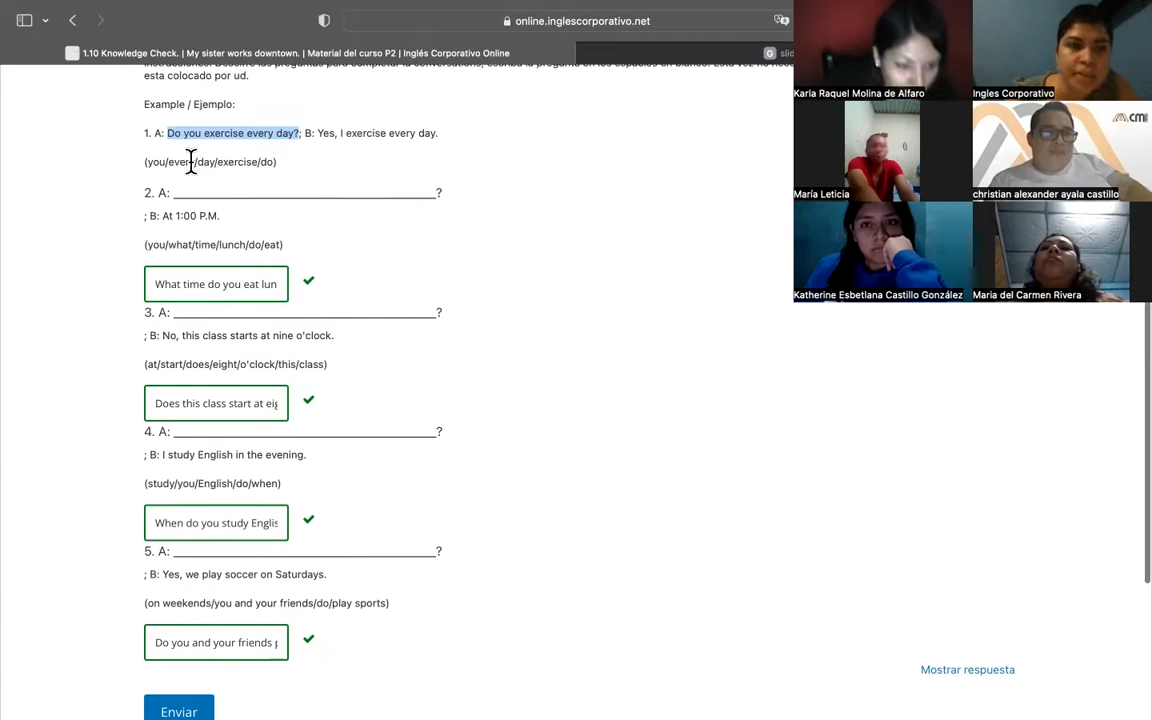 online.inglescorporativo.net
1.10 Knowledge Check. | My sister works downtown. | Material del curso P2 | Inglés Corporativo Online
G slid
esta colocado por ud.
Example / Ejemplo:
1. A: Do you exercise every day?; B: Yes, I exercise every day.
(you/every/day/exercise/do)
2. A: ________________________________?
; B: At 1:00 P.M.
(you/what/time/lunch/do/eat)
What time do you eat lun
3. A: ________________________________?
; B: No, this class starts at nine o'clock.
(at/start/does/eight/o'clock/this/class)
Does this class start at eig
4. A: ________________________________?
; B: I study English in the evening.
(study/you/English/do/when)
When do you study Englis
5. A: ________________________________?
; B: Yes, we play soccer on Saturdays.
(on weekends/you and your friends/do/play sports)
Do you and your friends p
Mostrar respuesta
Enviar
Karla Raquel Molina de Alfaro
Ingles Corporativo
María Leticia
CMI
christian alexander ayala castillo
Katherine Esbetlana Castillo González
Maria del Carmen Rivera